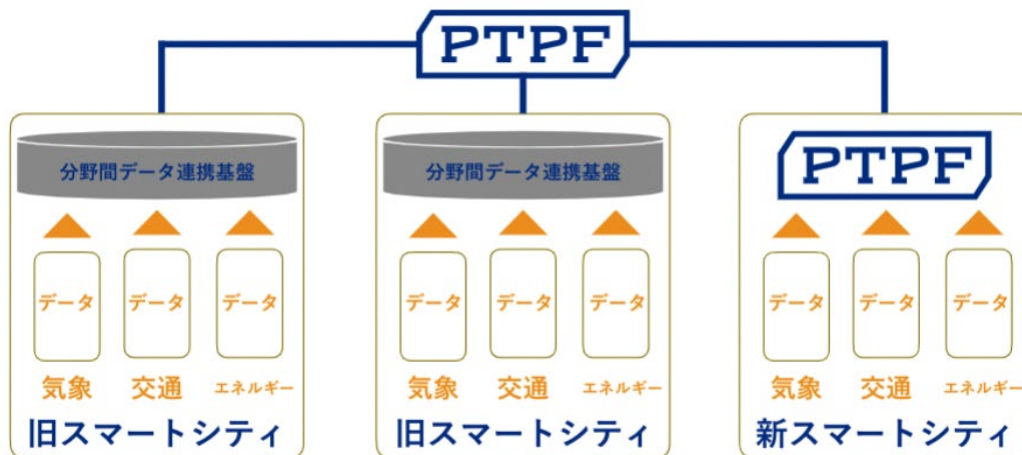 PTPF
分野間データ連携基盤
データ データ データ
気象 交通 エネルギー
旧スマートシティ
分野間データ連携基盤
データ データ データ
気象 交通 エネルギー
旧スマートシティ
PTPF
データ データ データ
気象 交通 エネルギー
新スマートシティ